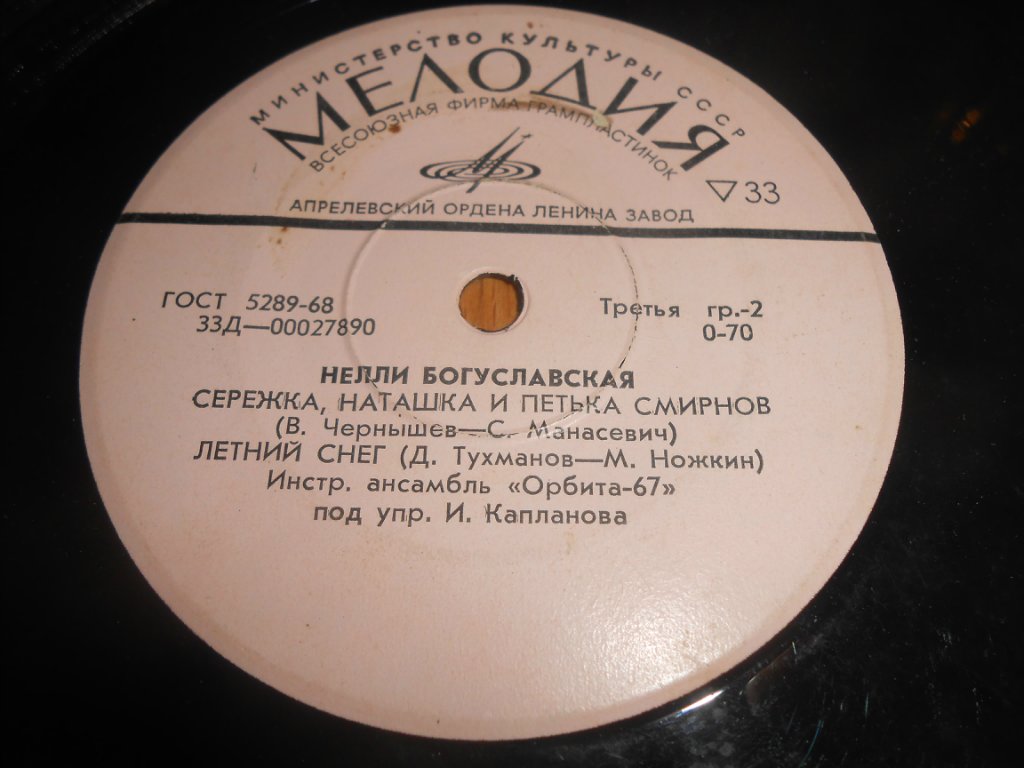 МИНИСТЕРСТВО КУЛЬТУРЫ СССР
МЕЛОДИЯ
ВСЕСОЮЗНАЯ ФИРМА ГРАМПЛАСТИНОК
33
АПРЕЛЕВСКИЙ ОРДЕНА ЛЕНИНА ЗАВОД
ГОСТ 5289-68
33Д—00027890
Третья гр.-2
0-70
НЕЛЛИ БОГУСЛАВСКАЯ
СЕРЕЖКА, НАТАШКА И ПЕТЬКА СМИРНОВ
(В. Чернышев—С. Манасевич)
ЛЕТНИЙ СНЕГ (Д. Тухманов—М. Ножкин)
Инстр. ансамбль «Орбита-67»
под упр. И. Капланова